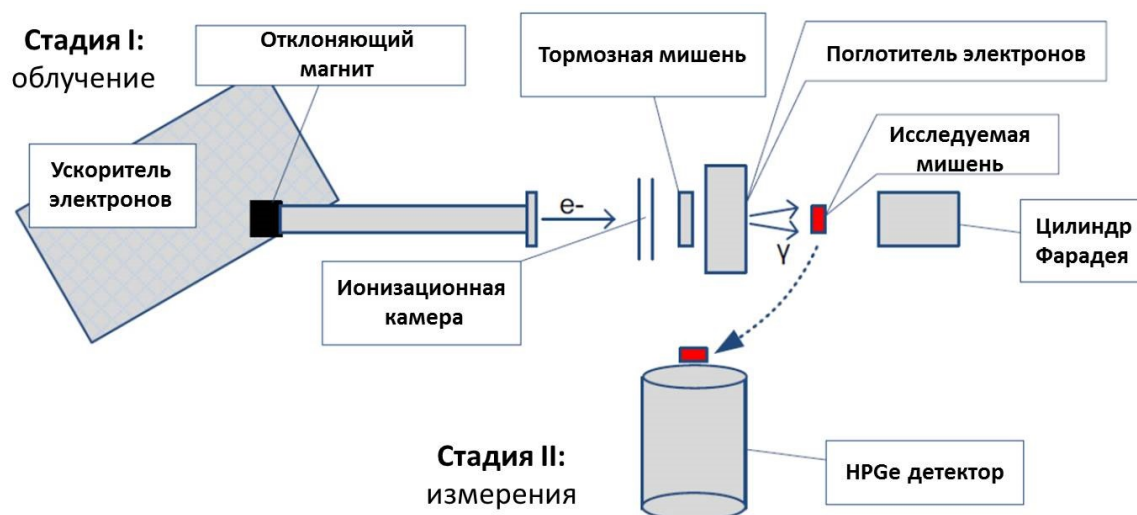 Стадия I:
облучение
Отклоняющий
магнит
Тормозная мишень
Поглотитель электронов
Ускоритель
электронов
Исследуемая
мишень
e-
γ
Цилиндр
Фарадея
Ионизационная
камера
Стадия II:
измерения
HPGe детектор